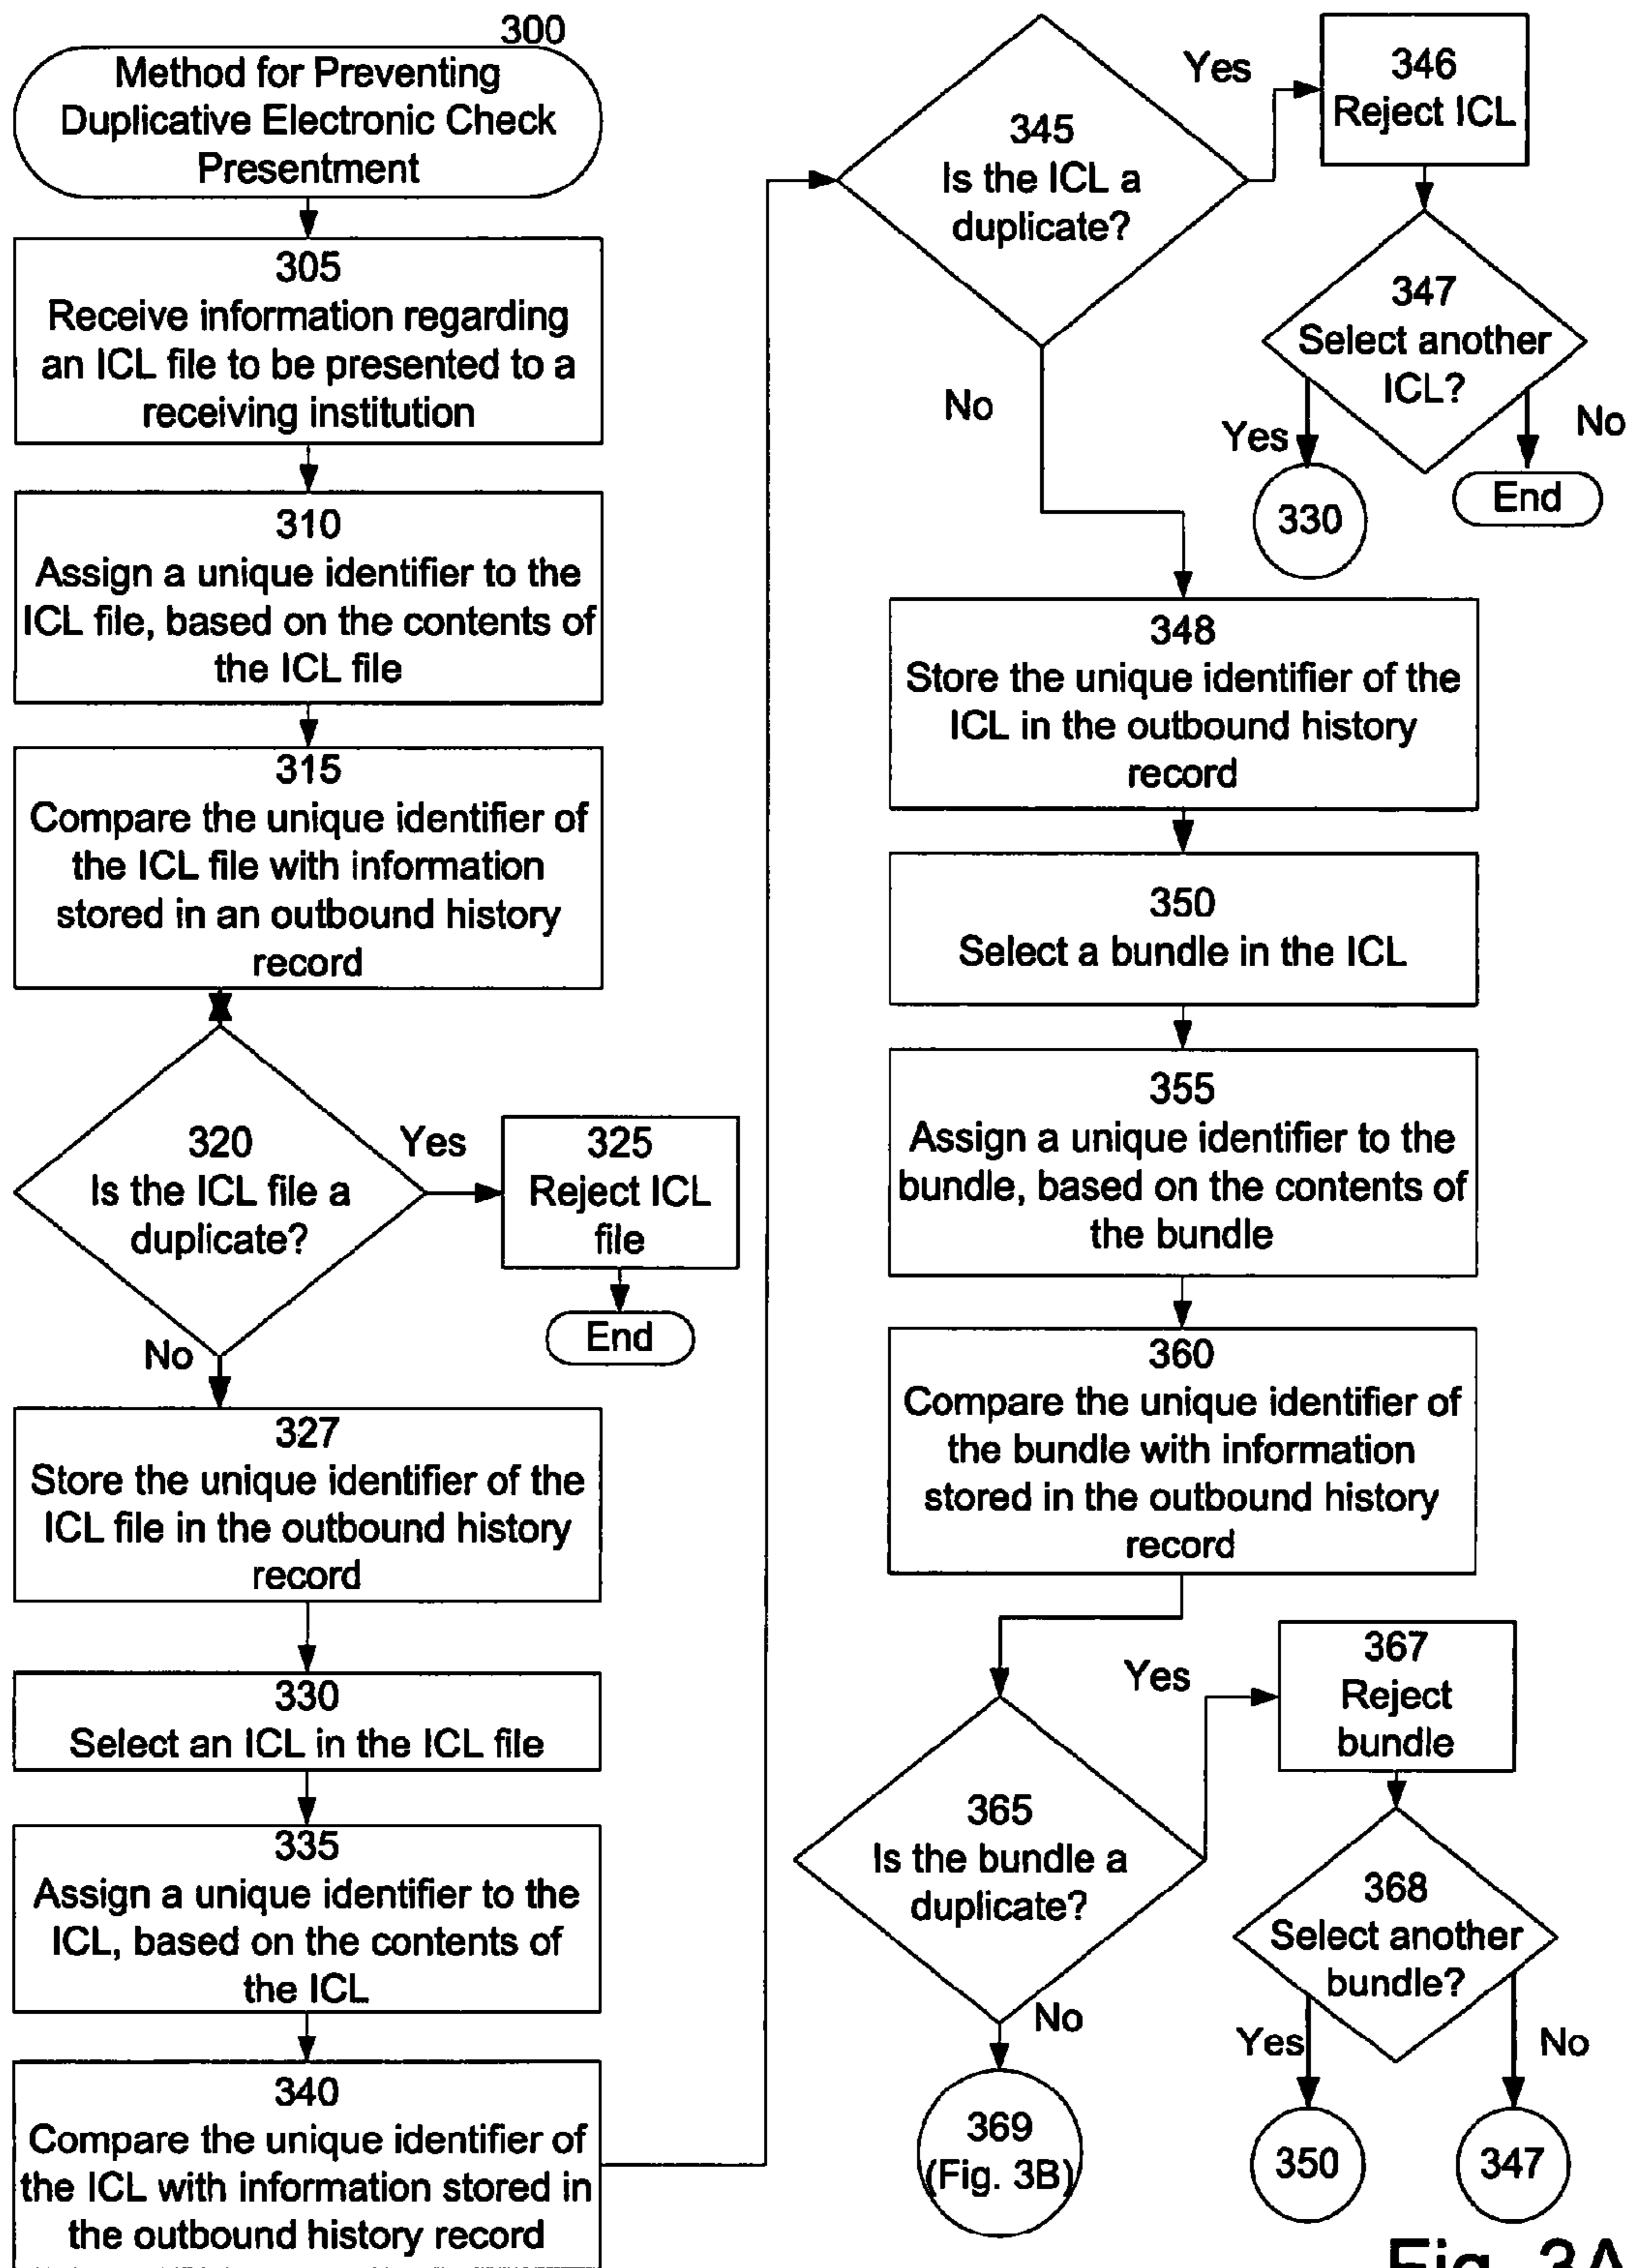 300
Method for Preventing
Duplicative Electronic Check
Presentment
305
Receive information regarding
an ICL file to be presented to a
receiving institution
310
Assign a unique identifier to the
ICL file, based on the contents of
the ICL file
315
Compare the unique identifier of
the ICL file with information
stored in an outbound history
record
320
Is the ICL file a
duplicate?
Yes
325
Reject ICL
file
End
No
327
Store the unique identifier of the
ICL file in the outbound history
record
330
Select an ICL in the ICL file
335
Assign a unique identifier to the
ICL, based on the contents of
the ICL
340
Compare the unique identifier of
the ICL with information stored in
the outbound history record
345
Is the ICL a
duplicate?
Yes
346
Reject ICL
347
Select another
ICL?
Yes
330
No
End
No
348
Store the unique identifier of the
ICL in the outbound history
record
350
Select a bundle in the ICL
355
Assign a unique identifier to the
bundle, based on the contents of
the bundle
360
Compare the unique identifier of
the bundle with information
stored in the outbound history
record
365
Is the bundle a
duplicate?
Yes
367
Reject
bundle
368
Select another
bundle?
Yes
350
No
347
No
369
(Fig. 3B)
Fig. 3A